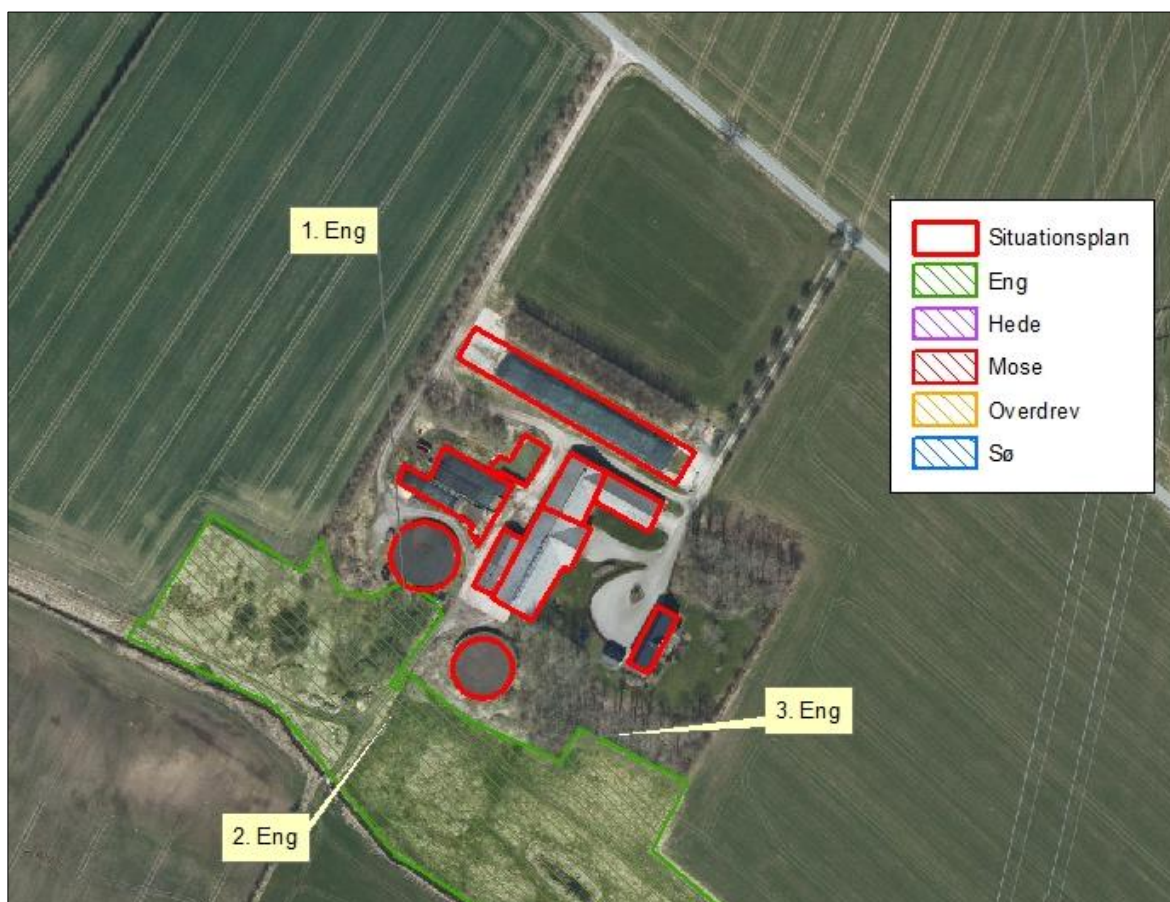 1. Eng
Situationsplan
Eng
Hede
Mose
Overdrev
Sø
3. Eng
2. Eng